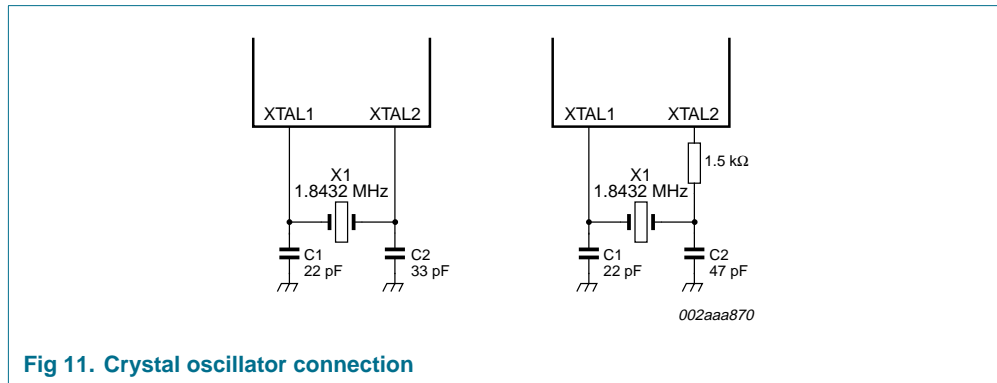 XTAL1 XTAL2
X1
1.8432 MHz
C1
22 pF
C2
33 pF
XTAL1 XTAL2
1.5 kΩ
X1
1.8432 MHz
C1
22 pF
C2
47 pF
002aaa870
Fig 11. Crystal oscillator connection